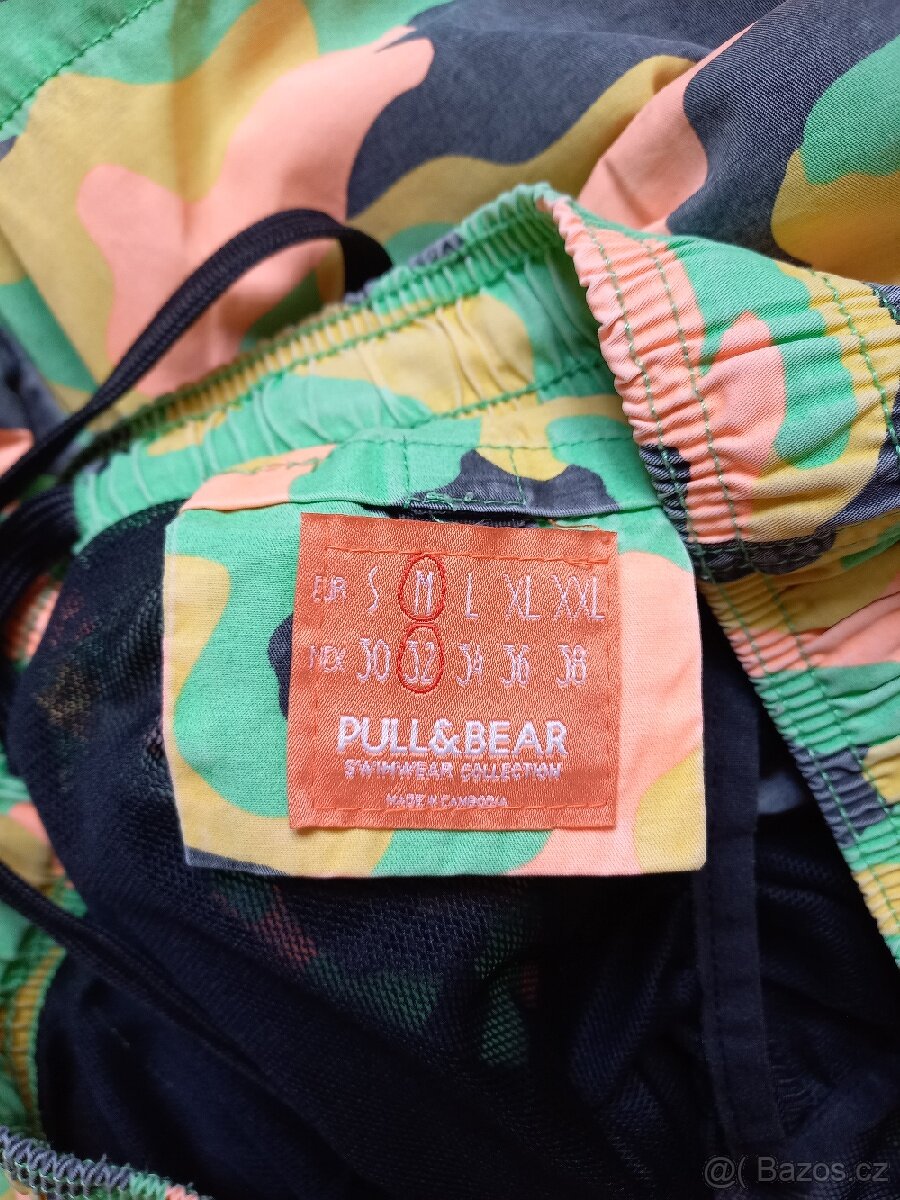 EUR S M L XL XXL
MEX 30 32 34 36 38
PULL&BEAR
SWIMWEAR COLLECTION
MADE IN CAMBODIA
@( Bazos.cz